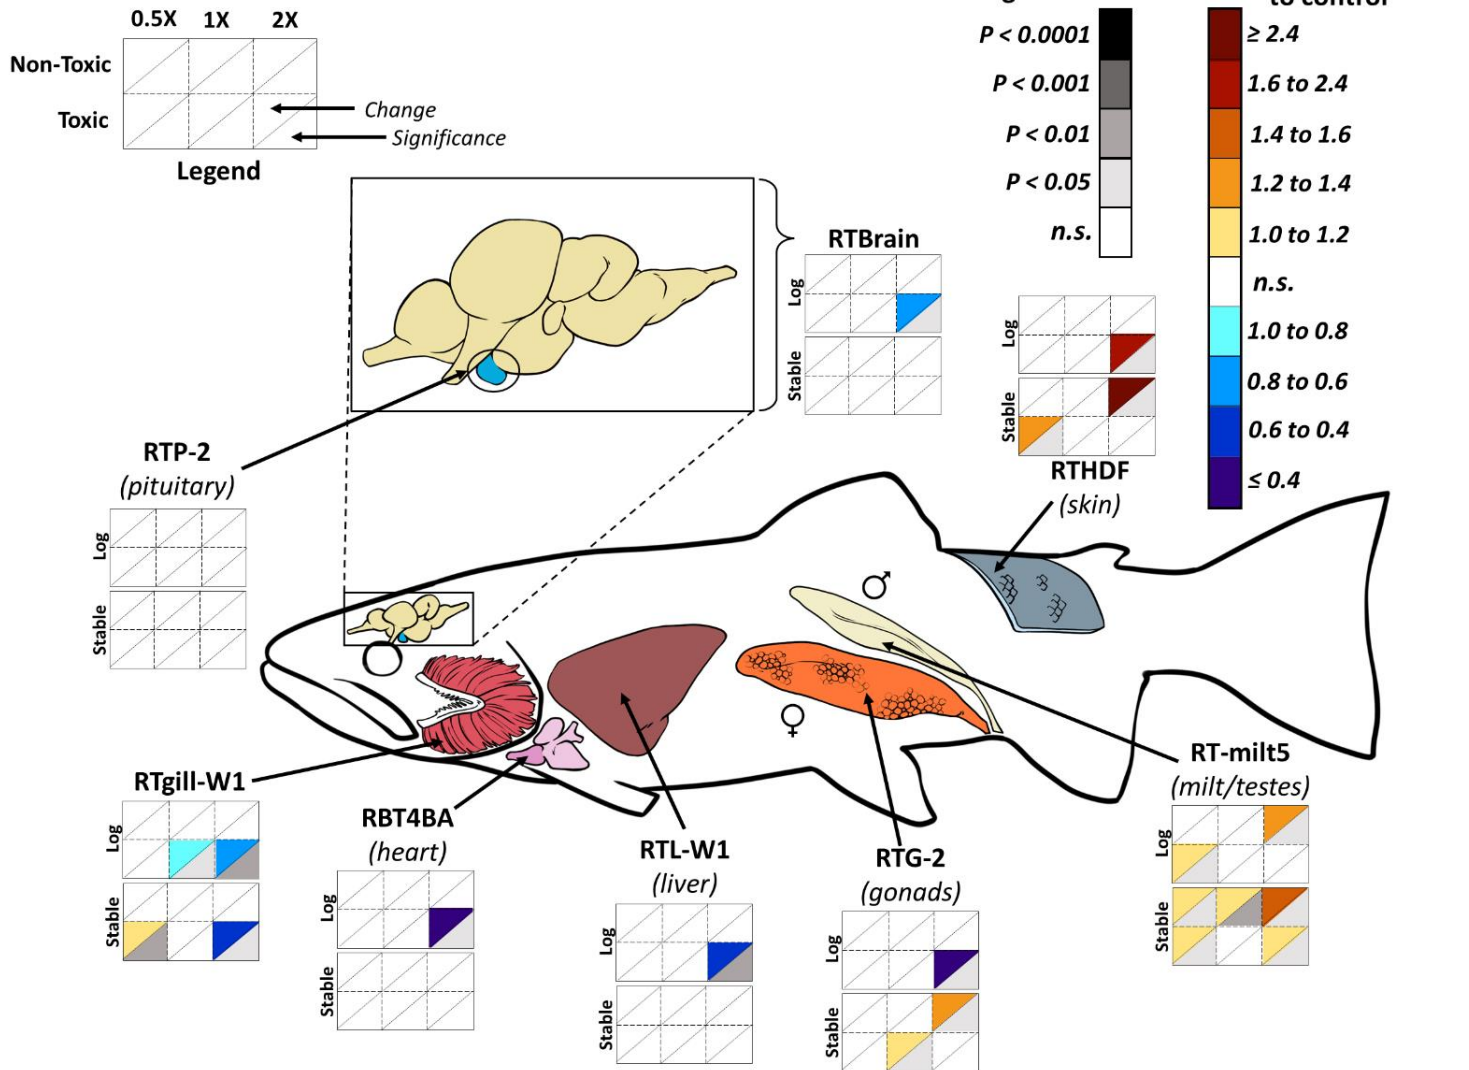 0.5X 1X 2X
Non-Toxic
Toxic
Change
Significance
Legend
to control
P < 0.0001
P < 0.001
P < 0.01
P < 0.05
n.s.
≥ 2.4
1.6 to 2.4
1.4 to 1.6
1.2 to 1.4
1.0 to 1.2
n.s.
1.0 to 0.8
0.8 to 0.6
0.6 to 0.4
≤ 0.4
RTBrain
Log
Stable
Log
Stable
RTHDF
(skin)
RTP-2
(pituitary)
Log
Stable
♂
♀
RTgill-W1
Log
Stable
RBT4BA
(heart)
Log
Stable
RTL-W1
(liver)
Log
Stable
RTG-2
(gonads)
Log
Stable
RT-milt5
(milt/testes)
Log
Stable